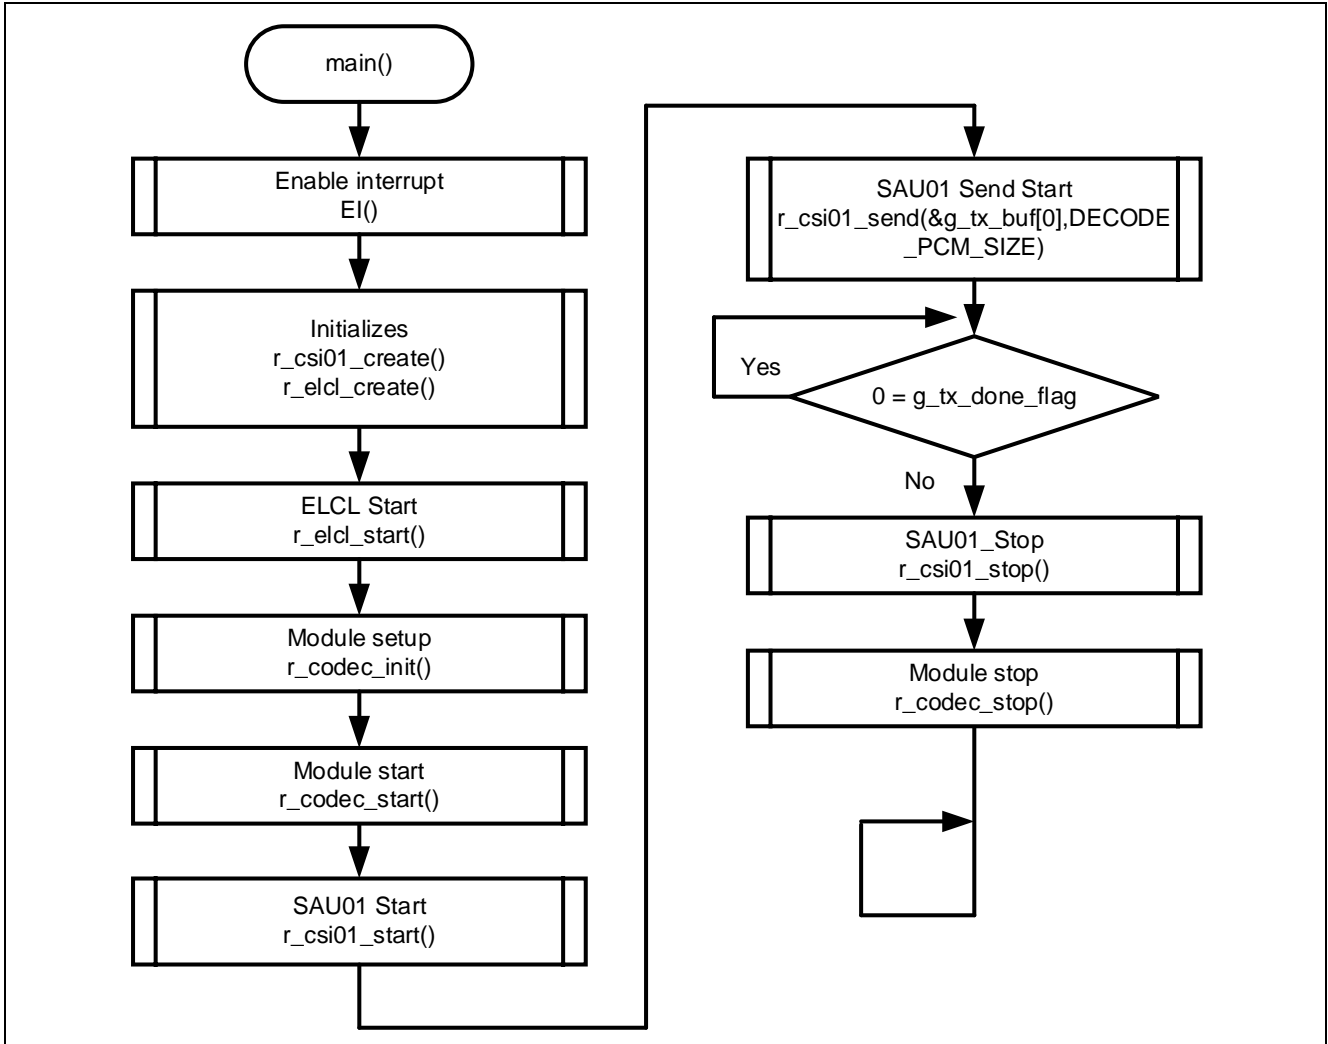 main()
Enable interrupt
EI()
Initializes
r_csi01_create()
r_elcl_create()
ELCL Start
r_elcl_start()
Module setup
r_codec_init()
Module start
r_codec_start()
SAU01 Start
r_csi01_start()
SAU01 Send Start
r_csi01_send(&g_tx_buf[0],DECODE
_PCM_SIZE)
Yes
0 = g_tx_done_flag
No
SAU01_Stop
r_csi01_stop()
Module stop
r_codec_stop()